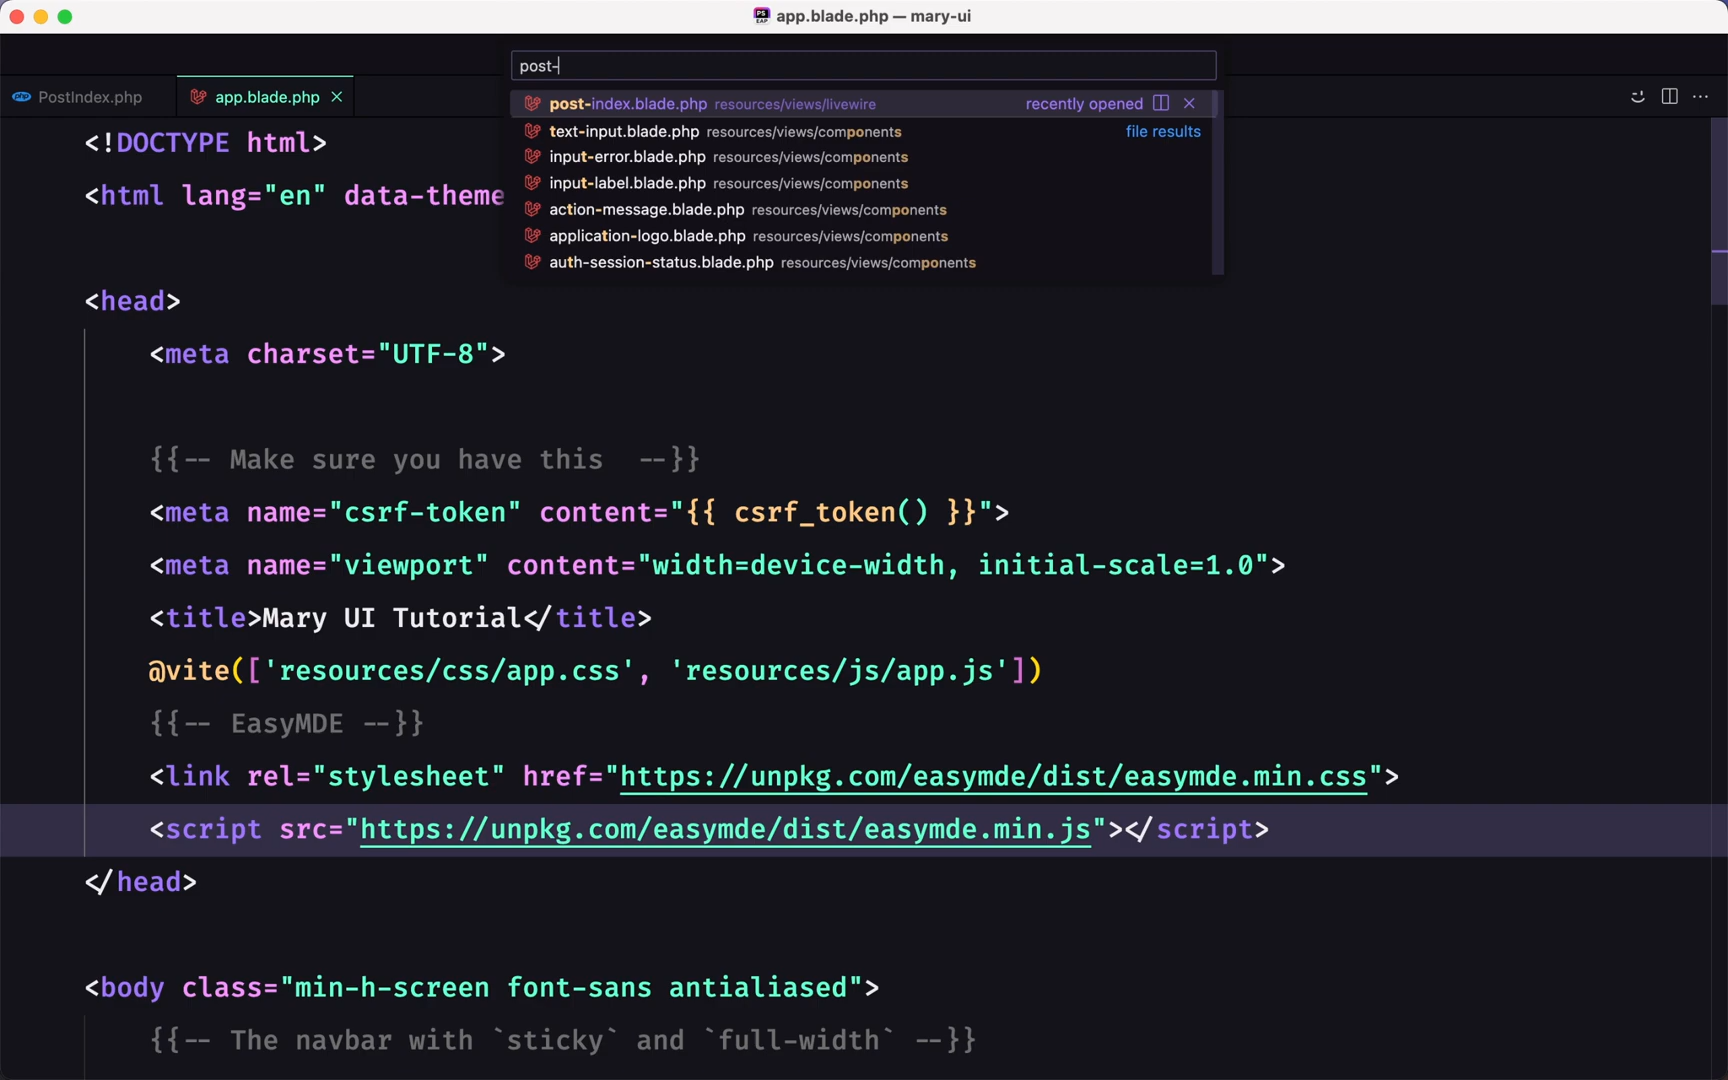 PS
EAP
app.blade.php — mary-ui
post-
php
PostIndex.php
app.blade.php
post-index.blade.php resources/views/livewire recently opened
text-input.blade.php resources/views/components file results
input-error.blade.php resources/views/components
input-label.blade.php resources/views/components
action-message.blade.php resources/views/components
application-logo.blade.php resources/views/components
auth-session-status.blade.php resources/views/components
<!DOCTYPE html>
<html lang="en" data-theme
<head>
<meta charset="UTF-8">
{{-- Make sure you have this  --}}
<meta name="csrf-token" content="{{ csrf_token() }}">
<meta name="viewport" content="width=device-width, initial-scale=1.0">
<title>Mary UI Tutorial</title>
@vite(['resources/css/app.css', 'resources/js/app.js'])
{{-- EasyMDE --}}
<link rel="stylesheet" href="https://unpkg.com/easymde/dist/easymde.min.css">
<script src="https://unpkg.com/easymde/dist/easymde.min.js"></script>
</head>
<body class="min-h-screen font-sans antialiased">
{{-- The navbar with `sticky` and `full-width` --}}